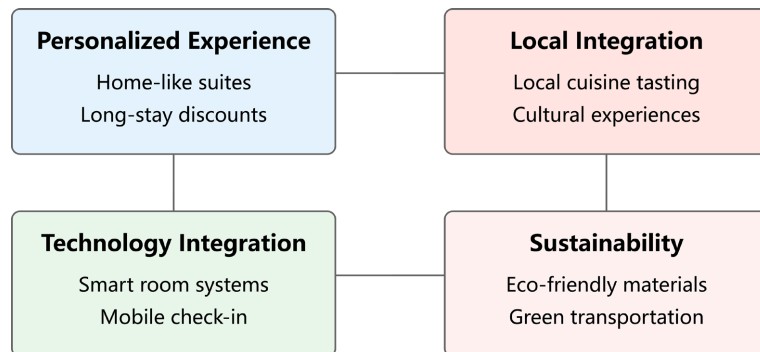 Personalized Experience
Home-like suites
Long-stay discounts
Local Integration
Local cuisine tasting
Cultural experiences
Technology Integration
Smart room systems
Mobile check-in
Sustainability
Eco-friendly materials
Green transportation